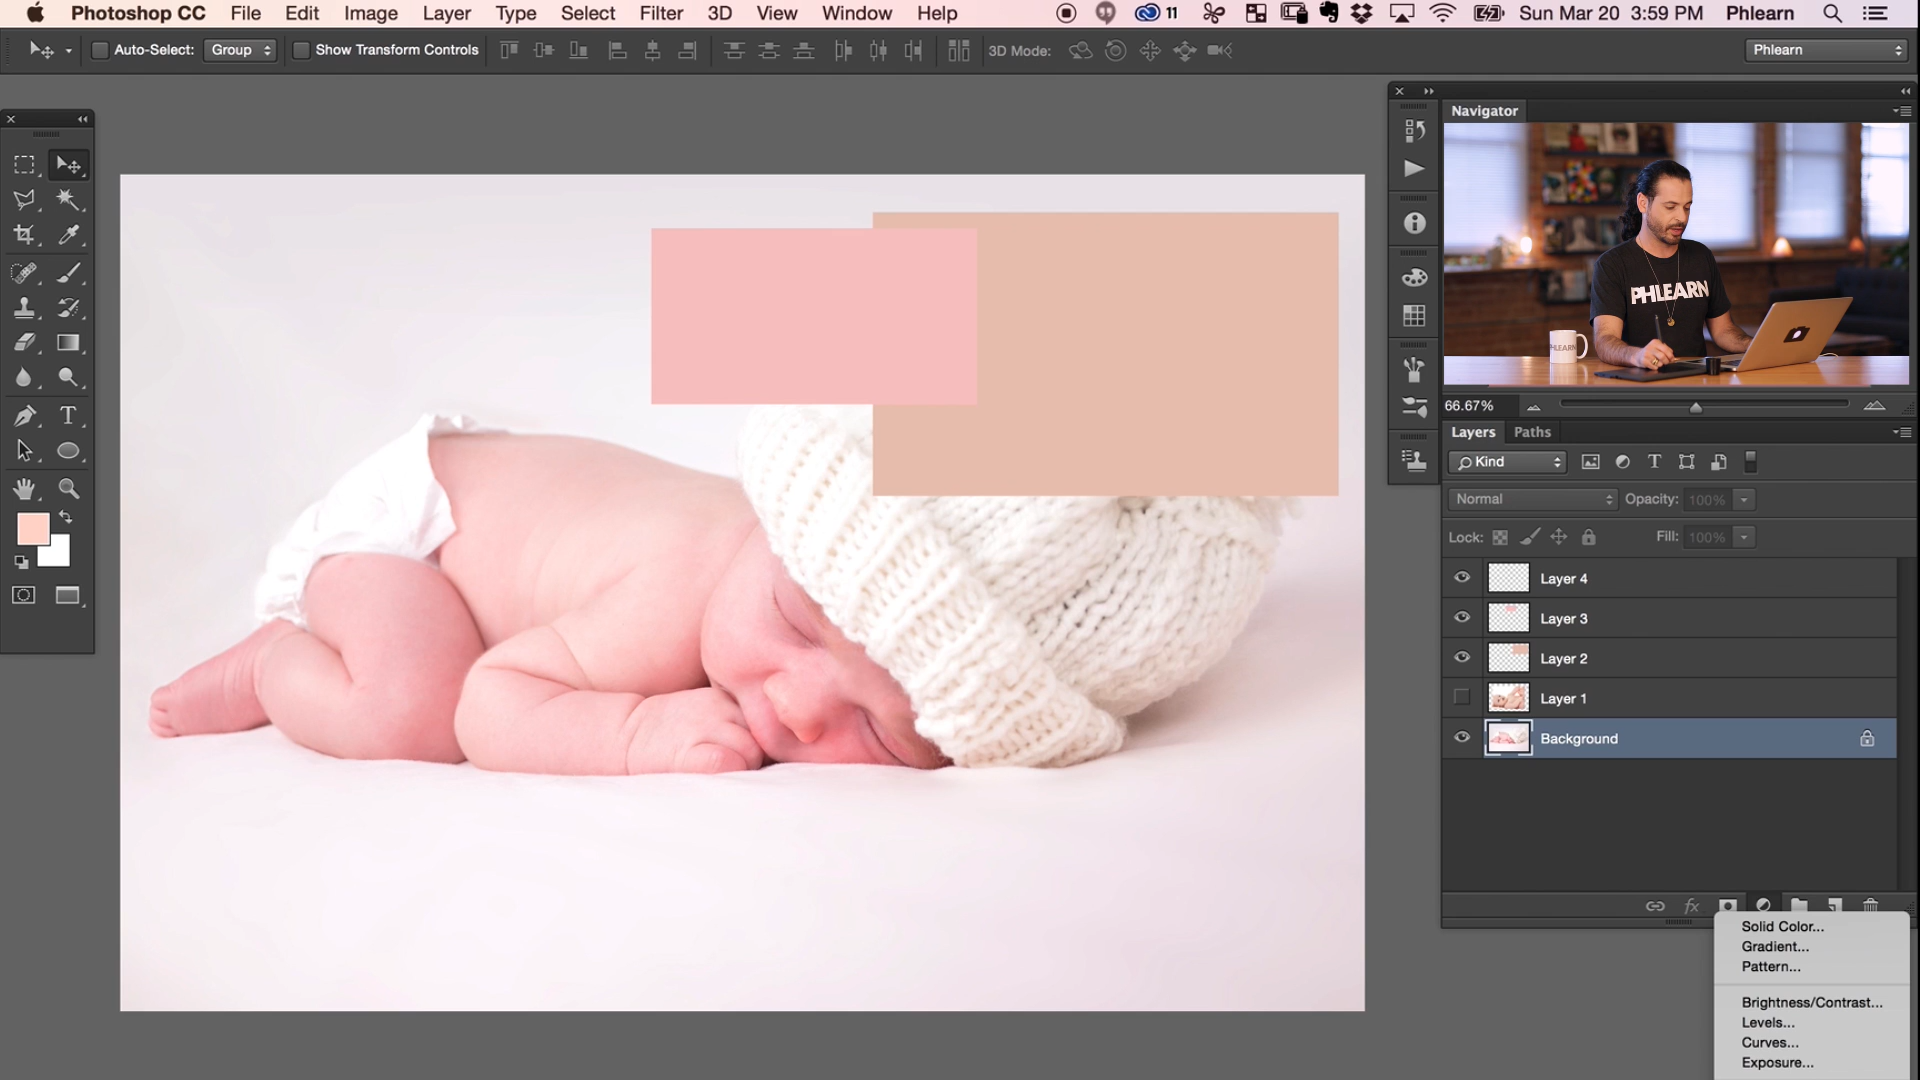 Photoshop CC File Edit Image Layer Type Select Filter 3D View Window Help 11 Sun Mar 20 3:59 PM Phlearn
Auto-Select: Group Show Transform Controls 3D Mode: Phlearn
Navigator
PHLEARN
PHLEARN
66.67%
Layers Paths
Kind
Normal Opacity: 100%
Lock: Fill: 100%
Layer 4
Layer 3
Layer 2
Layer 1
Background
fx
Solid Color...
Gradient...
Pattern...
Brightness/Contrast...
Levels...
Curves...
Exposure...